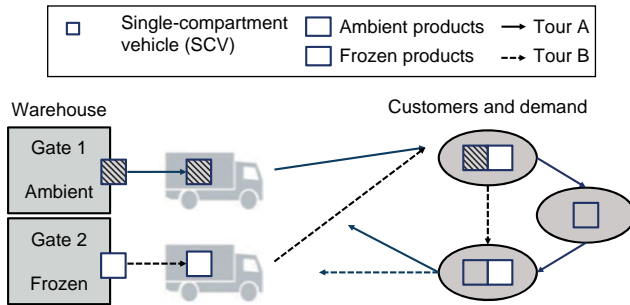 Single-compartment
vehicle (SCV)
Ambient products
Frozen products
Tour A
Tour B
Warehouse
Customers and demand
Gate 1
Ambient
Gate 2
Frozen